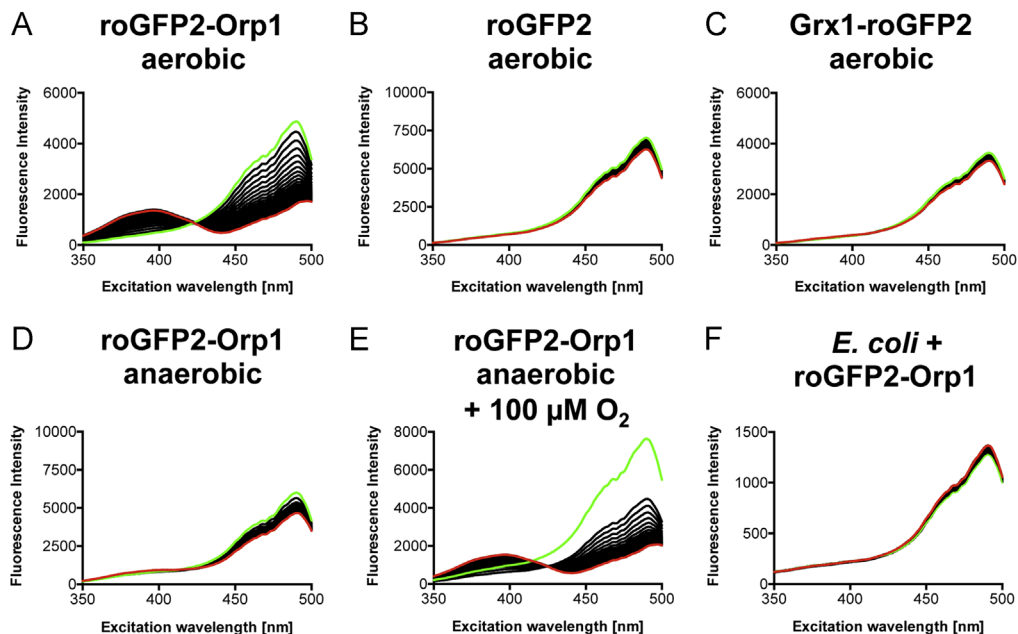 A
roGFP2-Orp1
aerobic
6000
4000
2000
0
Fluorescence Intensity
350
400
450
500
Excitation wavelength [nm]
B
roGFP2
aerobic
10000
7500
5000
2500
0
Fluorescence Intensity
350
400
450
500
Excitation wavelength [nm]
C
Grx1-roGFP2
aerobic
6000
4000
2000
0
Fluorescence Intensity
350
400
450
500
Excitation wavelength [nm]
D
roGFP2-Orp1
anaerobic
10000
7500
5000
2500
0
Fluorescence Intensity
350
400
450
500
Excitation wavelength [nm]
E
roGFP2-Orp1
anaerobic
+ 100 µM O₂
8000
6000
4000
2000
0
Fluorescence Intensity
350
400
450
500
Excitation wavelength [nm]
F
E. coli +
roGFP2-Orp1
1500
1000
500
0
Fluorescence Intensity
350
400
450
500
Excitation wavelength [nm]